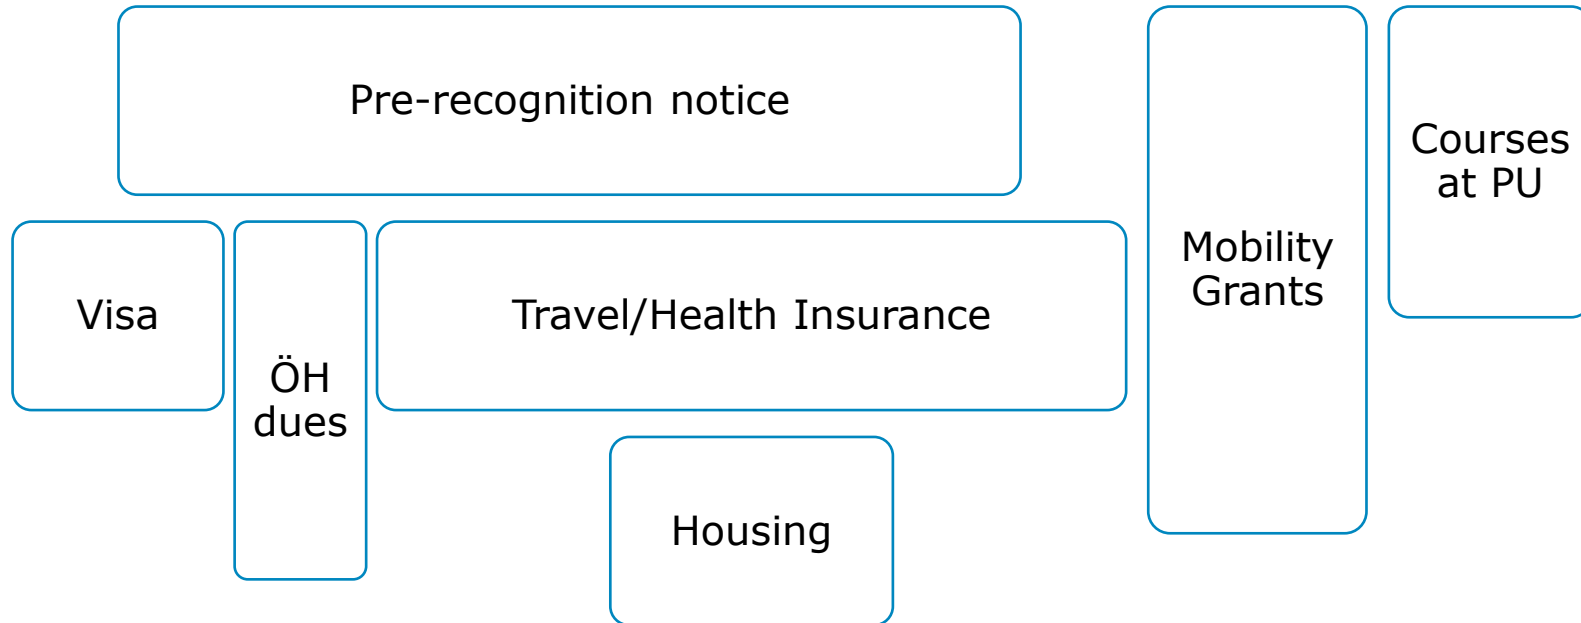 Pre-recognition notice
Courses
at PU
Mobility
Grants
Visa
Travel/Health Insurance
ÖH
dues
Housing